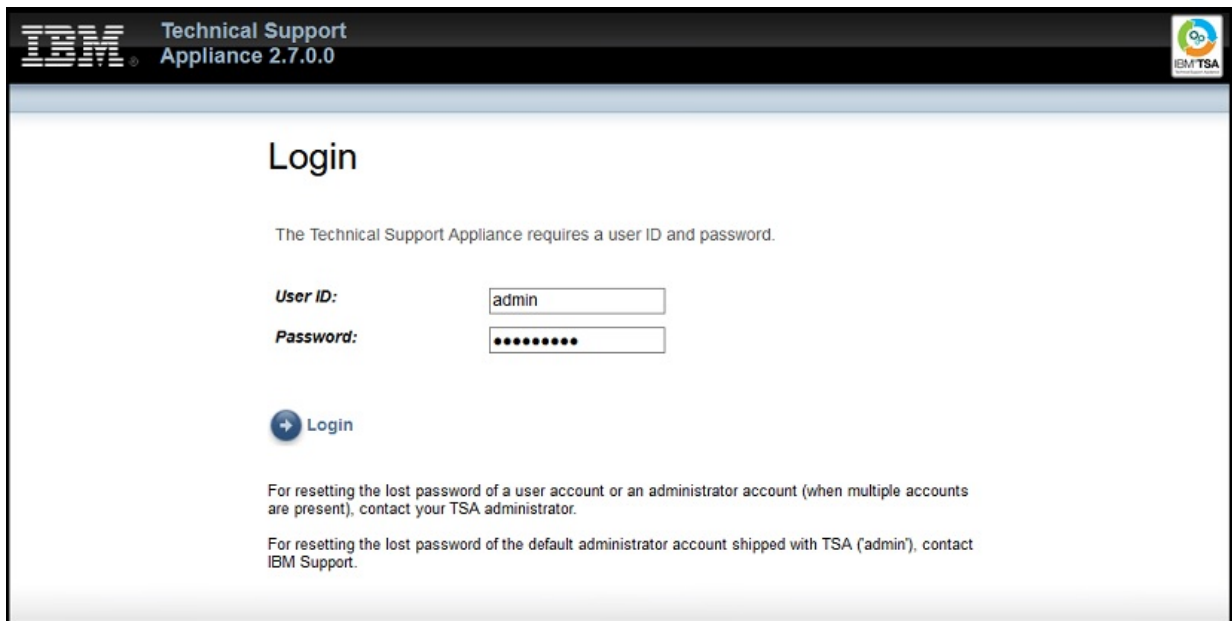 IBM®
Technical Support
Appliance 2.7.0.0
IBM TSA
Login
The Technical Support Appliance requires a user ID and password.
User ID:
admin
Password:
•••••••••
Login
For resetting the lost password of a user account or an administrator account (when multiple accounts
are present), contact your TSA administrator.
For resetting the lost password of the default administrator account shipped with TSA ('admin'), contact
IBM Support.